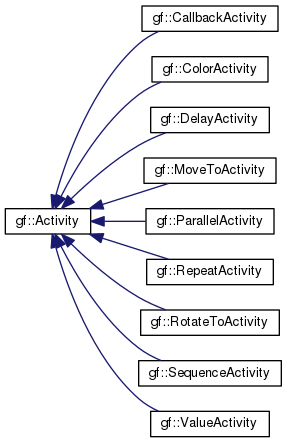 gf::CallbackActivity
gf::ColorActivity
gf::DelayActivity
gf::MoveToActivity
gf::Activity
gf::ParallelActivity
gf::RepeatActivity
gf::RotateToActivity
gf::SequenceActivity
gf::ValueActivity